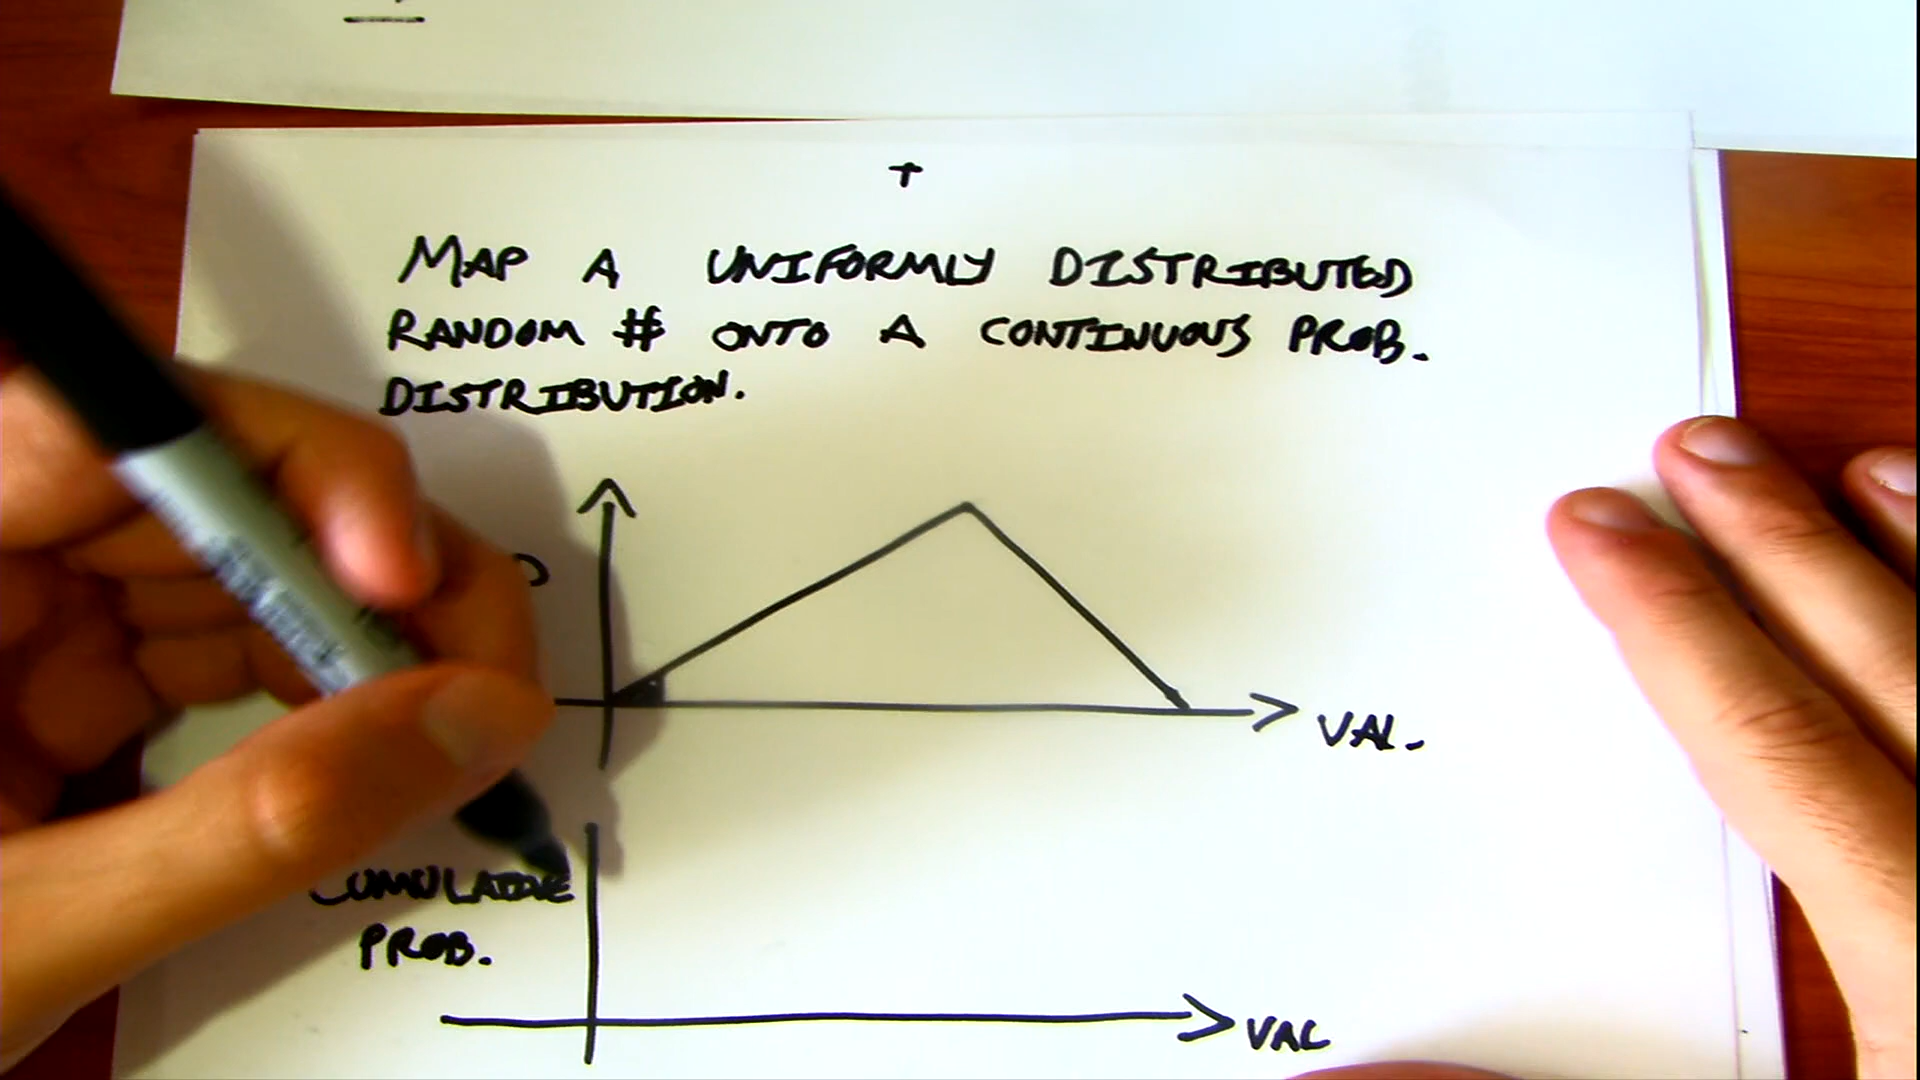 MAP A UNIFORMLY DISTRIBUTED
RANDOM # ONTO A CONTINUOUS PROB.
DISTRIBUTION.
VAL.
CUMULATIVE
PROB.
VAL